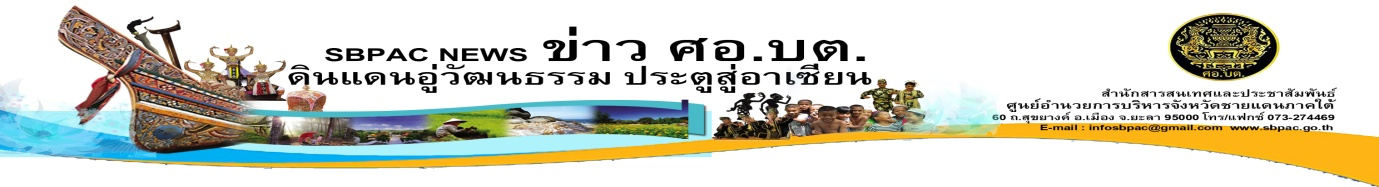 SBPAC NEWS ข่าว ศอ.บต.
ดินแดนอู่วัฒนธรรม ประตูสู่อาเซียน
ศอ.บต.
สำนักสารสนเทศและประชาสัมพันธ์
ศูนย์อำนวยการบริหารจังหวัดชายแดนภาคใต้
60 ถ.สุขยางค์ อ.เมือง จ.ยะลา 95000 โทร/แฟกซ์ 073-274469
E-mail : infosbpac@gmail.com www.sbpac.go.th